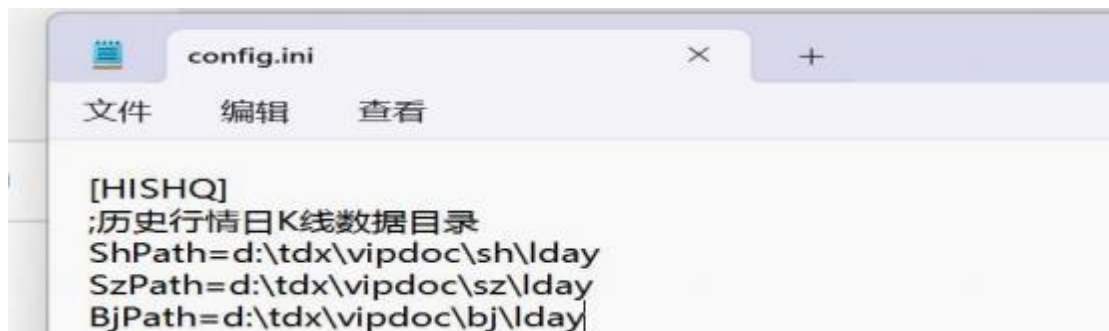 config.ini
文件 编辑 查看
[HISHQ]
;历史行情日K线数据目录
ShPath=d:\tdx\vipdoc\sh\lday
SzPath=d:\tdx\vipdoc\sz\lday
BjPath=d:\tdx\vipdoc\bj\lday